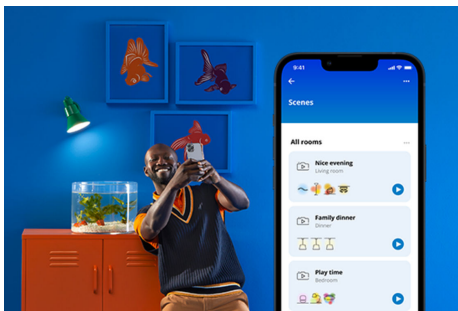 9:41
Scenes
All rooms
Nice evening
Living room
Family dinner
Dinner
Play time
Bedroom